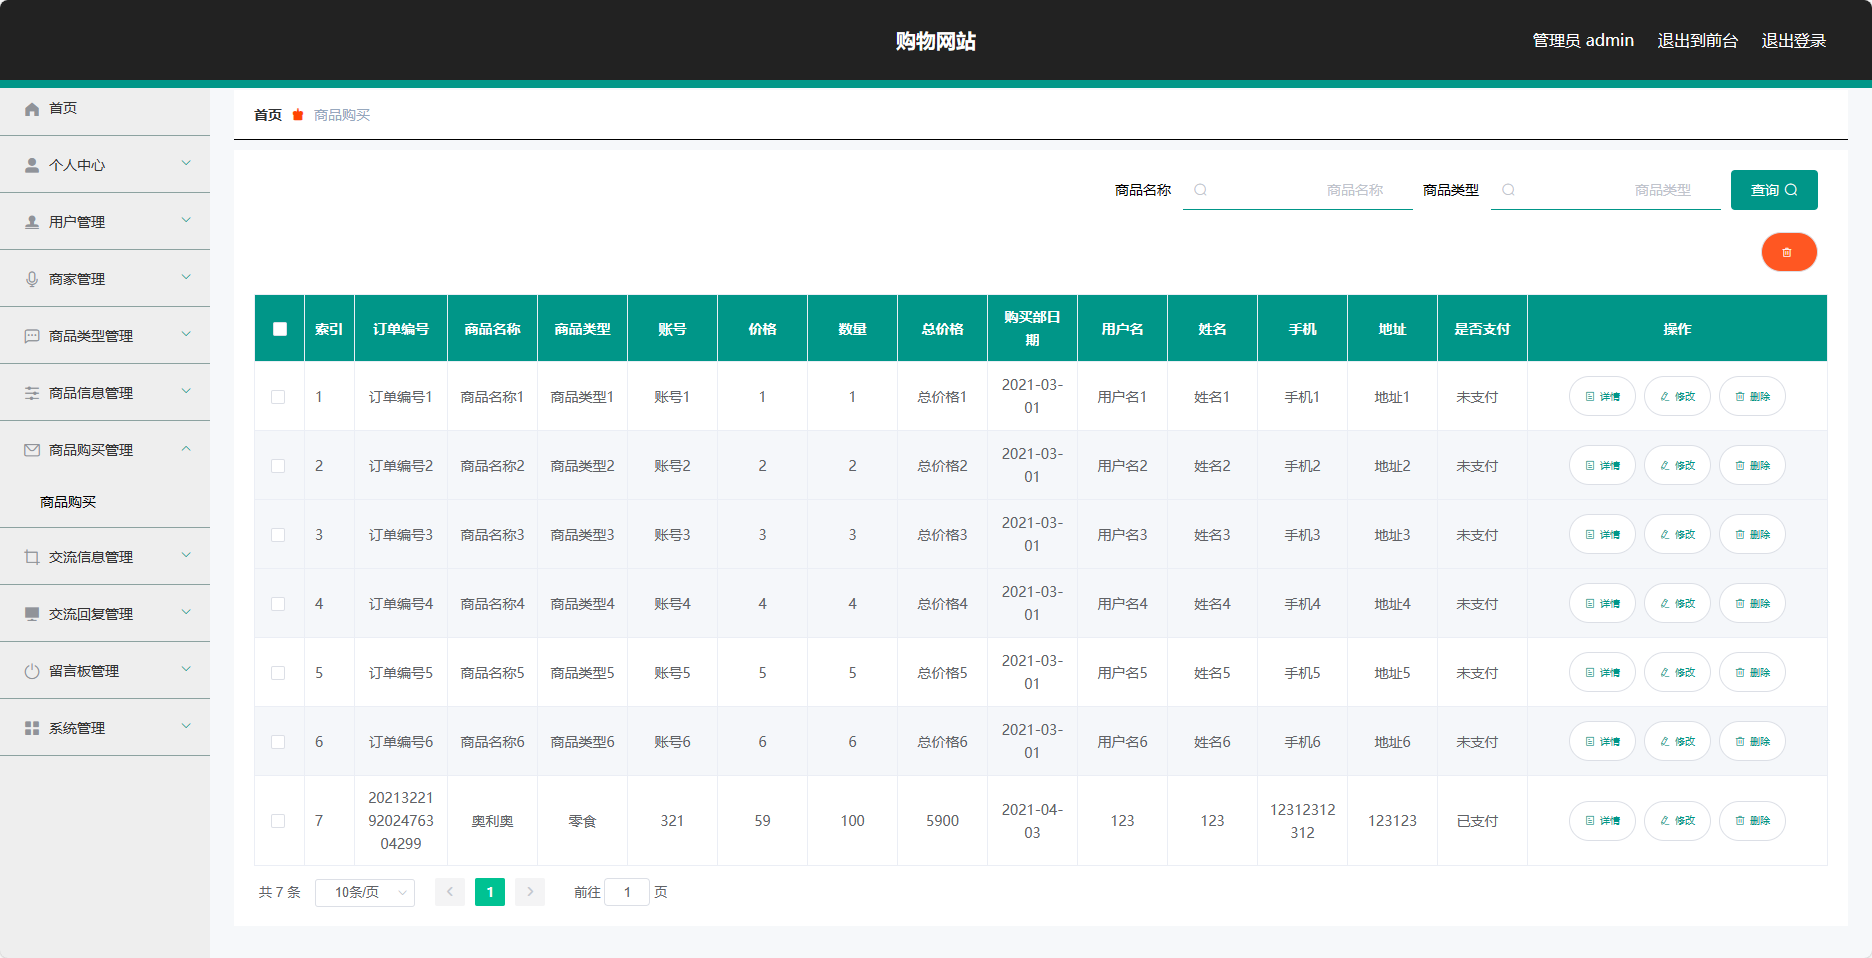 购物网站
管理员 admin 退出到前台 退出登录
首页
个人中心
用户管理
商家管理
商品类型管理
商品信息管理
商品购买管理
商品购买
交流信息管理
交流回复管理
留言板管理
系统管理
首页 商品购买
商品名称 商品名称 商品类型 商品类型 查询
索引 订单编号 商品名称 商品类型 账号 价格 数量 总价格 购买部日期 用户名 姓名 手机 地址 是否支付 操作
1 订单编号1 商品名称1 商品类型1 账号1 1 1 总价格1 2021-03-01 用户名1 姓名1 手机1 地址1 未支付 详情 修改 删除
2 订单编号2 商品名称2 商品类型2 账号2 2 2 总价格2 2021-03-01 用户名2 姓名2 手机2 地址2 未支付 详情 修改 删除
3 订单编号3 商品名称3 商品类型3 账号3 3 3 总价格3 2021-03-01 用户名3 姓名3 手机3 地址3 未支付 详情 修改 删除
4 订单编号4 商品名称4 商品类型4 账号4 4 4 总价格4 2021-03-01 用户名4 姓名4 手机4 地址4 未支付 详情 修改 删除
5 订单编号5 商品名称5 商品类型5 账号5 5 5 总价格5 2021-03-01 用户名5 姓名5 手机5 地址5 未支付 详情 修改 删除
6 订单编号6 商品名称6 商品类型6 账号6 6 6 总价格6 2021-03-01 用户名6 姓名6 手机6 地址6 未支付 详情 修改 删除
7 202132219202476304299 奥利奥 零食 321 59 100 5900 2021-04-03 123 123 12312312312 123123 已支付 详情 修改 删除
共 7 条 10条/页 1 前往 1 页